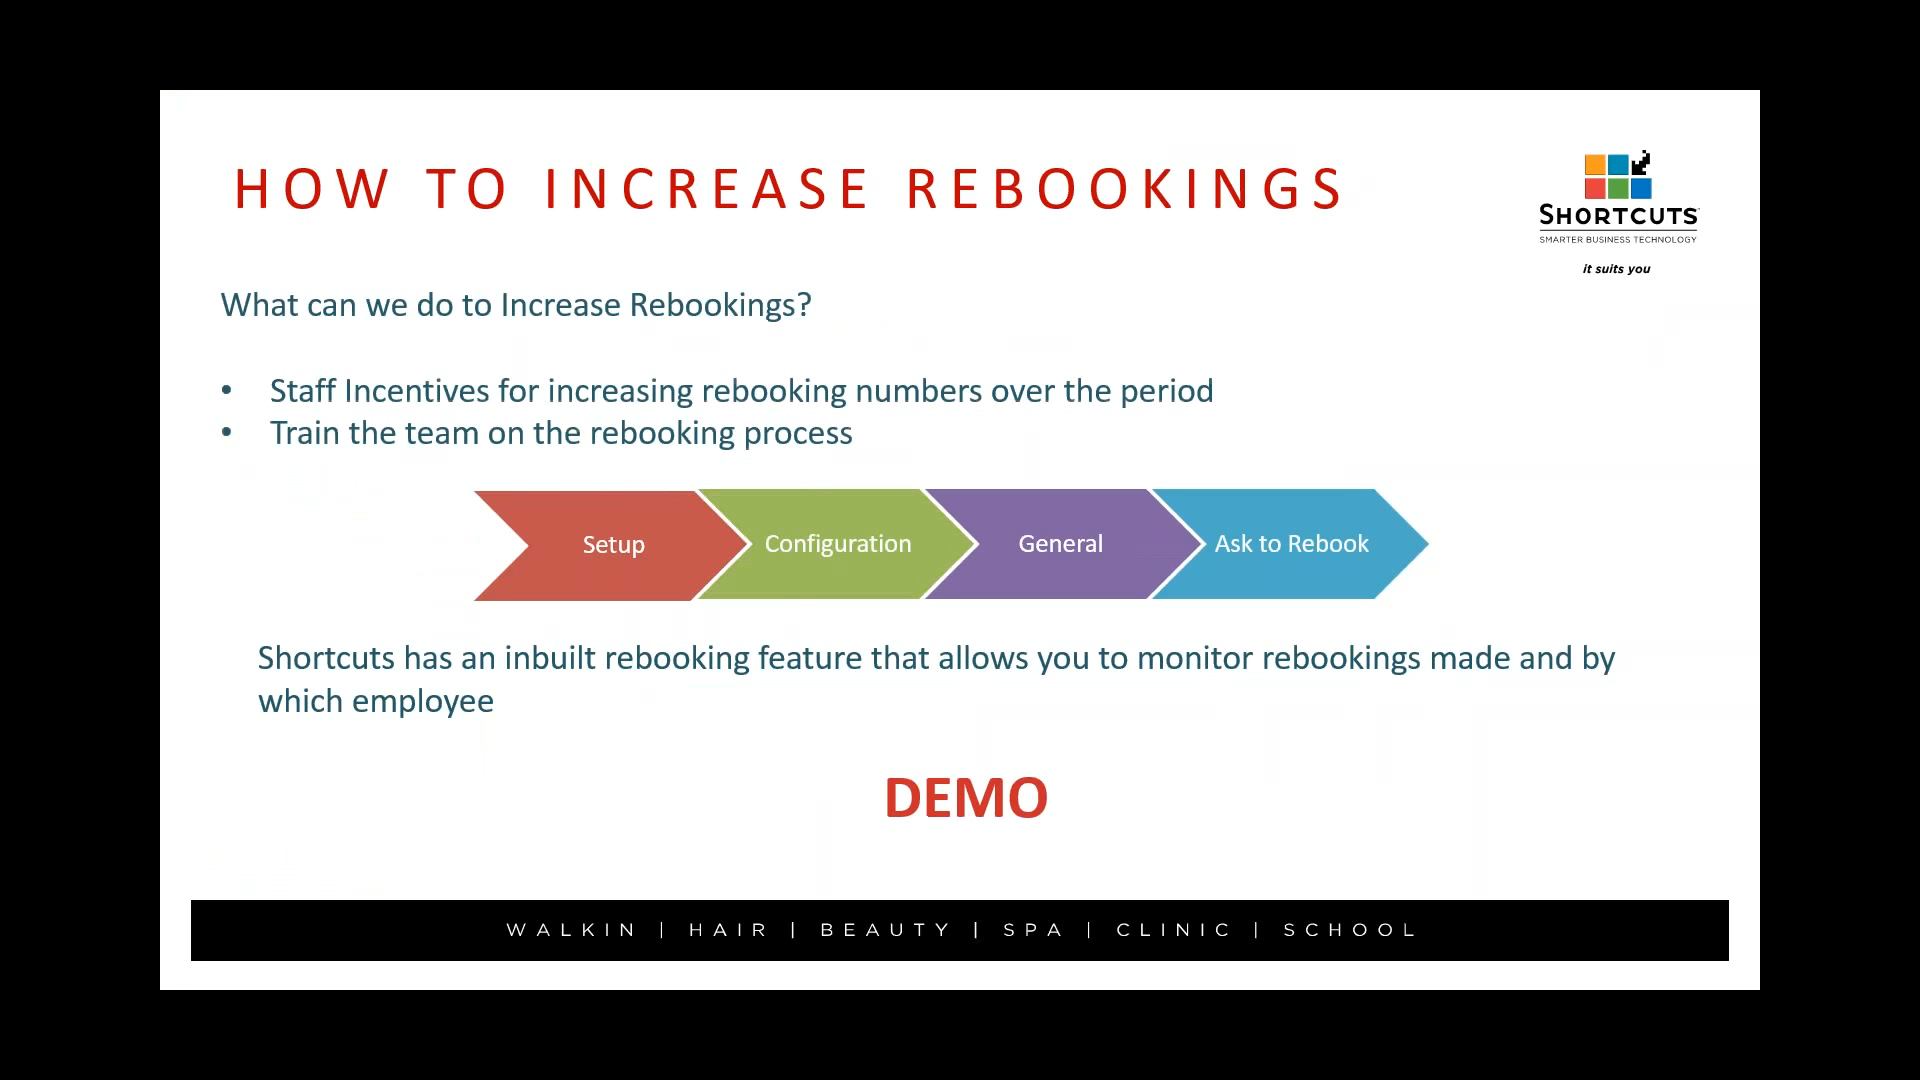 HOW TO INCREASE REBOOKINGS
SHORTCUTS
SMARTER BUSINESS TECHNOLOGY
it suits you
What can we do to Increase Rebookings?
• Staff Incentives for increasing rebooking numbers over the period
• Train the team on the rebooking process
Setup
Configuration
General
Ask to Rebook
Shortcuts has an inbuilt rebooking feature that allows you to monitor rebookings made and by
which employee
DEMO
WALKIN | HAIR | BEAUTY | SPA | CLINIC | SCHOOL